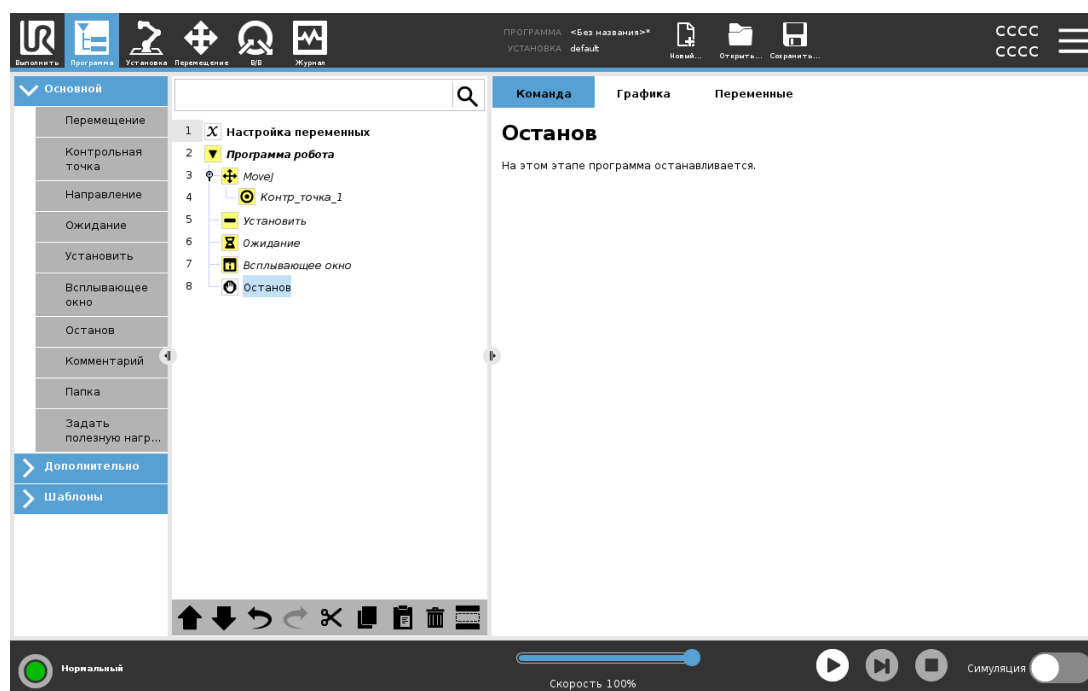 ПРОГРАММА <Без названия>*
УСТАНОВКА default
Выполнить Программа Установка Перемещение В/В Журнал
Новый... Открыть... Сохранить...
CCCC
CCCC
Основной
Перемещение
Контрольная
точка
Направление
Ожидание
Установить
Всплывающее
окно
Останов
Комментарий
Папка
Задать
полезную нагр...
Дополнительно
Шаблоны
1 X Настройка переменных
2 Программа робота
3 MoveJ
4 Контр_точка_1
5 Установить
6 Ожидание
7 Всплывающее окно
8 Останов
Команда Графика Переменные
Останов
На этом этапе программа останавливается.
Нормальный
Скорость 100%
Симуляция